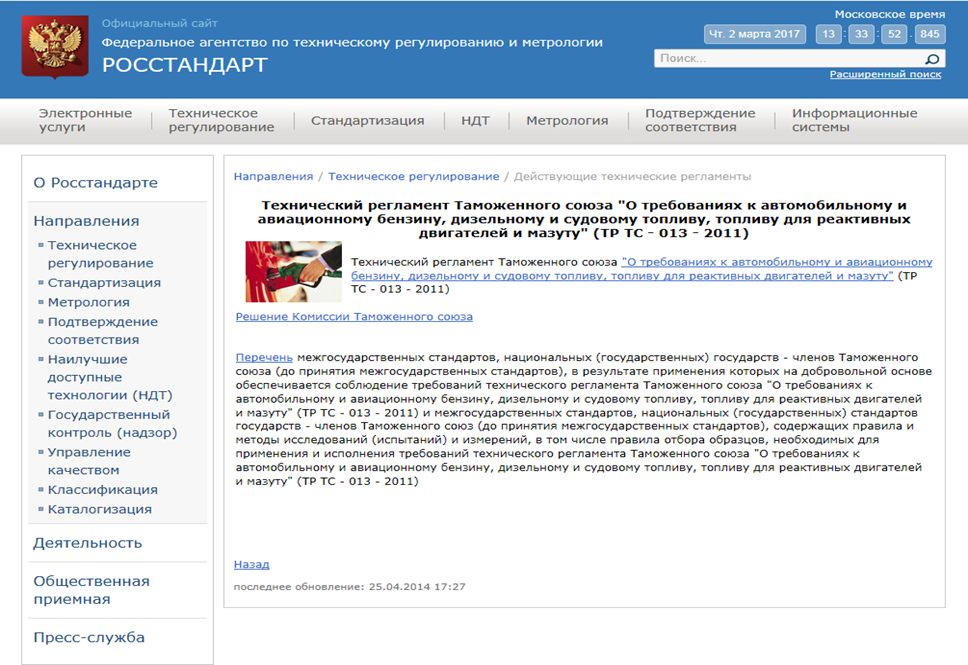 Официальный сайт
Федеральное агентство по техническому регулированию и метрологии
РОССТАНДАРТ
Московское время
Чт. 2 марта 2017 13 : 33 : 52 : 845
Поиск...
Расширенный поиск
Электронные
услуги
Техническое
регулирование
Стандартизация
НДТ
Метрология
Подтверждение
соответствия
Информационные
системы
О Росстандарте
Направления
Техническое
регулирование
Стандартизация
Метрология
Подтверждение
соответствия
Наилучшие
доступные
технологии (НДТ)
Государственный
контроль (надзор)
Управление
качеством
Классификация
Каталогизация
Деятельность
Общественная
приемная
Пресс-служба
Направления / Техническое регулирование / Действующие технические регламенты
Технический регламент Таможенного союза "О требованиях к автомобильному и
авиационному бензину, дизельному и судовому топливу, топливу для реактивных
двигателей и мазуту" (ТР ТС - 013 - 2011)
Технический регламент Таможенного союза "О требованиях к автомобильному и авиационному
бензину, дизельному и судовому топливу, топливу для реактивных двигателей и мазуту" (ТР
ТС - 013 - 2011)
Решение Комиссии Таможенного союза
Перечень межгосударственных стандартов, национальных (государственных) государств - членов Таможенного
союза (до принятия межгосударственных стандартов), в результате применения которых на добровольной основе
обеспечивается соблюдение требований технического регламента Таможенного союза "О требованиях к
автомобильному и авиационному бензину, дизельному и судовому топливу, топливу для реактивных двигателей
и мазуту" (ТР ТС - 013 - 2011) и межгосударственных стандартов, национальных (государственных) стандартов
государств - членов Таможенного союза (до принятия межгосударственных стандартов), содержащих правила и
методы исследований (испытаний) и измерений, в том числе правила отбора образцов, необходимых для
применения и исполнения требований технического регламента Таможенного союза "О требованиях к
автомобильному и авиационному бензину, дизельному и судовому топливу, топливу для реактивных двигателей
и мазуту" (ТР ТС - 013 - 2011)
Назад
последнее обновление: 25.04.2014 17:27